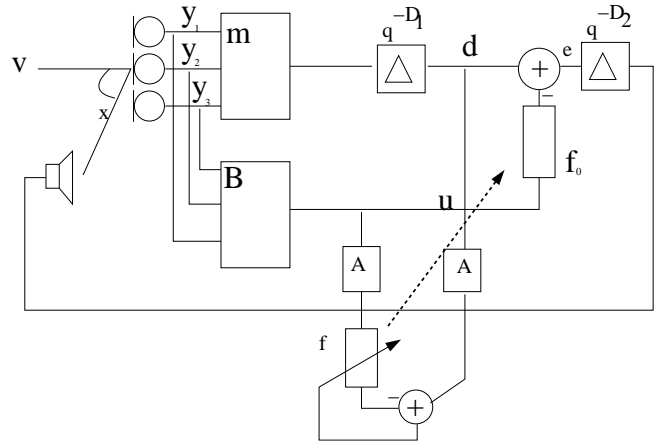 y₁
m
q⁻ᴰ¹
d
e
q⁻ᴰ²
v
y₂
+
x
y₃
−
f₀
B
u
A
A
f
−
+